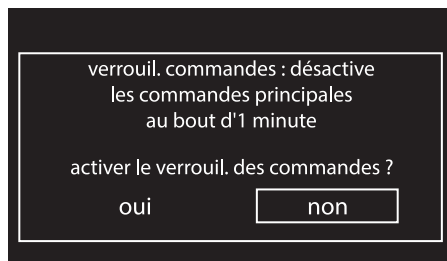 verrouil. commandes : désactive
les commandes principales
au bout d'1 minute
activer le verrouil. des commandes ?
oui non